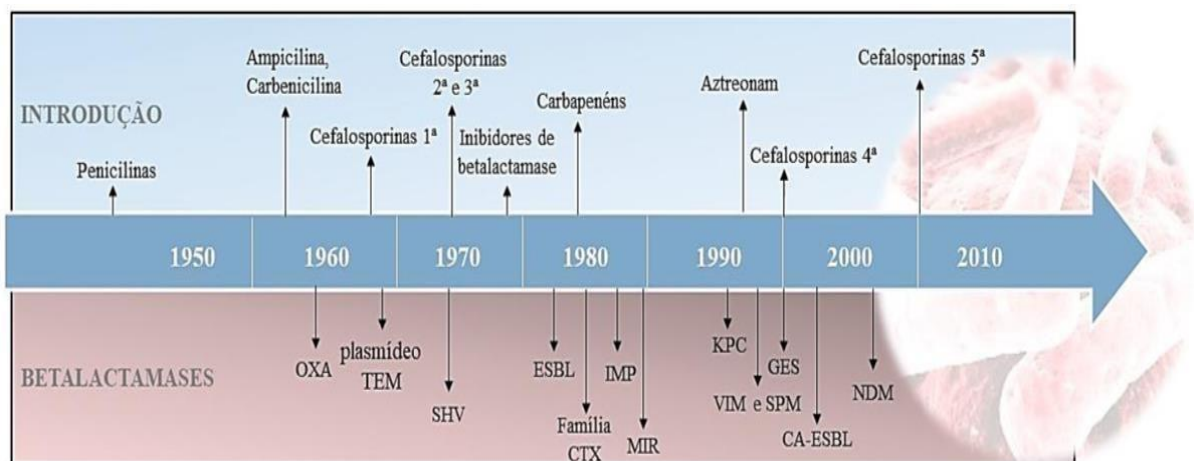 Ampicilina,
Carbenicilina
Cefalosporinas
2ª e 3ª
Cefalosporinas 5ª
Aztreonam
Carbapenéns
INTRODUÇÃO
Cefalosporinas 1ª
Inibidores de
betalactamase
Cefalosporinas 4ª
Penicilinas
1950
1960
1970
1980
1990
2000
2010
BETALACTAMASES
OXA
plasmídeo
TEM
SHV
ESBL
Família
CTX
IMP
MIR
KPC
VIM e SPM
GES
CA-ESBL
NDM